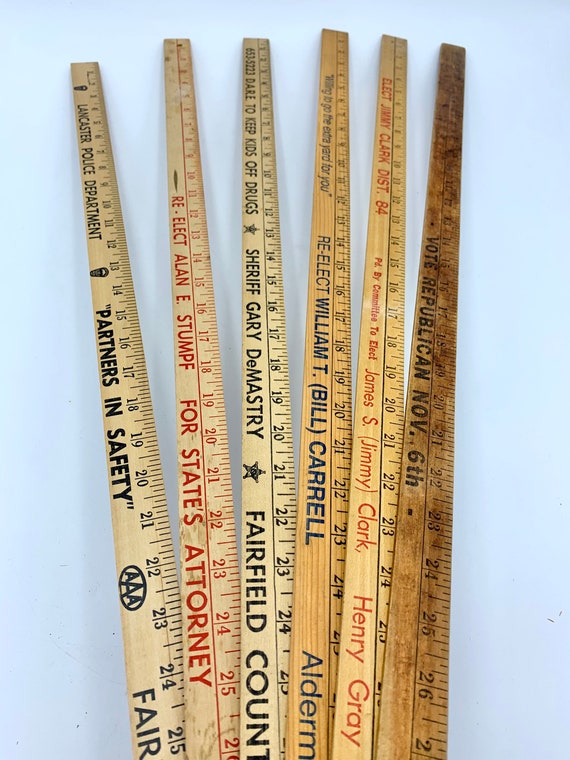 LANCASTER POLICE DEPARTMENT "PARTNERS IN SAFETY" AAA FAIR
RE-ELECT ALAN E. STUMPF FOR STATE'S ATTORNEY
653-5223 D.A.R.E. TO KEEP KIDS OFF DRUGS SHERIFF GARY DeMASTRY FAIRFIELD COUNT
"Willing to go the extra yard for you" RE-ELECT WILLIAM T. (BILL) CARRELL Alderm
ELECT JIMMY CLARK DIST. 84 Pd. By Committee To Elect James S. (Jimmy) Clark, Henry Gray
VOTE REPUBLICAN NOV. 6th -